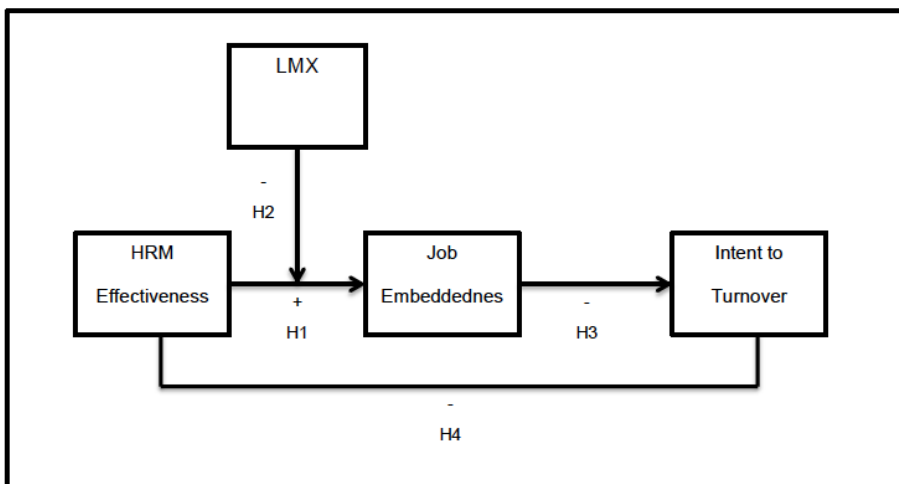 LMX
-
H2
HRM
Effectiveness
+
H1
Job
Embeddednes
-
H3
Intent to
Turnover
-
H4